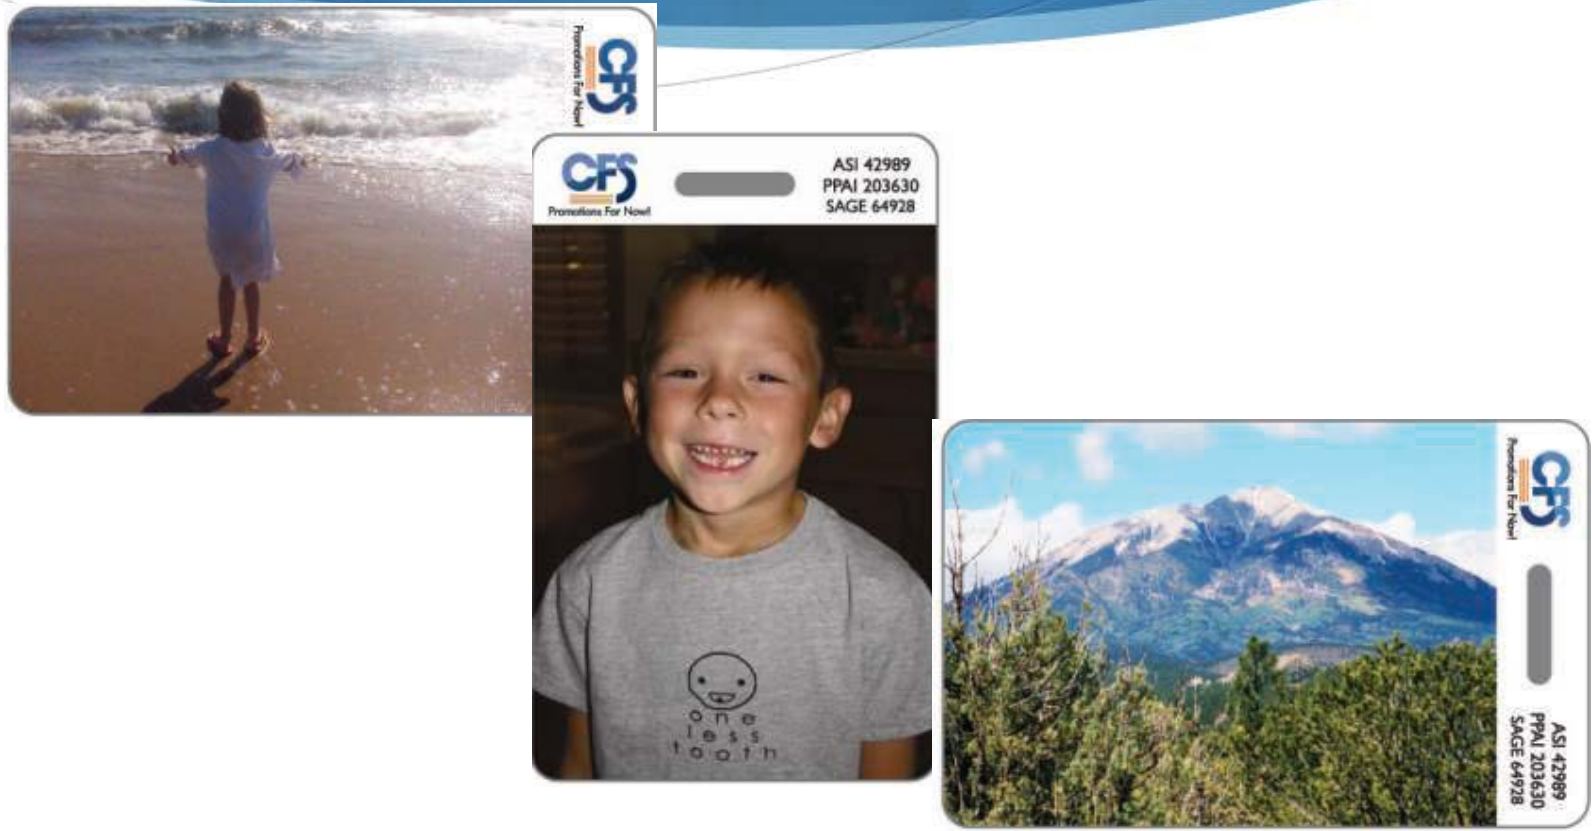 CFS
Promotions For Now!
CFS
Promotions For Now!
ASI 42989
PPAI 203630
SAGE 64928
one
less
tooth
CFS
Promotions For Now!
ASI 42989
PPAI 203630
SAGE 64928